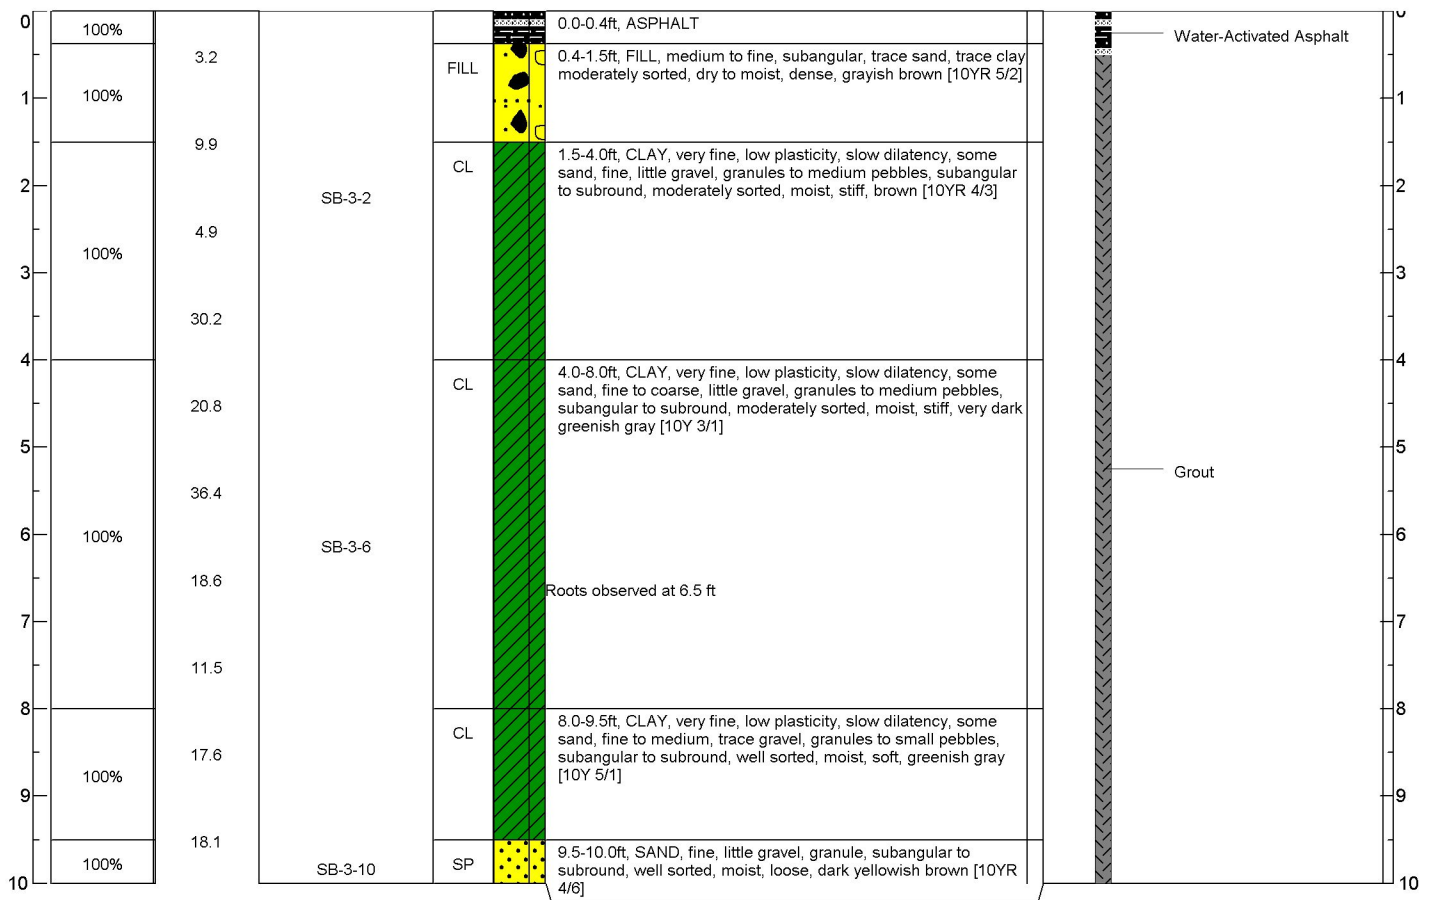 0
0
100%
0.0-0.4ft, ASPHALT
Water-Activated Asphalt
3.2
FILL
0.4-1.5ft, FILL, medium to fine, subangular, trace sand, trace clay
moderately sorted, dry to moist, dense, grayish brown [10YR 5/2]
1
100%
1
9.9
CL
1.5-4.0ft, CLAY, very fine, low plasticity, slow dilatency, some
sand, fine, little gravel, granules to medium pebbles, subangular
to subround, moderately sorted, moist, stiff, brown [10YR 4/3]
2
SB-3-2
2
4.9
100%
3
3
30.2
4
4
CL
4.0-8.0ft, CLAY, very fine, low plasticity, slow dilatency, some
sand, fine to coarse, little gravel, granules to medium pebbles,
subangular to subround, moderately sorted, moist, stiff, very dark
greenish gray [10Y 3/1]
20.8
5
5
Grout
36.4
6
100%
SB-3-6
6
18.6
Roots observed at 6.5 ft
7
7
11.5
8
8
CL
8.0-9.5ft, CLAY, very fine, low plasticity, slow dilatency, some
sand, fine to medium, trace gravel, granules to small pebbles,
subangular to subround, well sorted, moist, soft, greenish gray
[10Y 5/1]
17.6
100%
9
9
18.1
100%
SB-3-10
SP
9.5-10.0ft, SAND, fine, little gravel, granule, subangular to
subround, well sorted, moist, loose, dark yellowish brown [10YR
4/6]
10
10